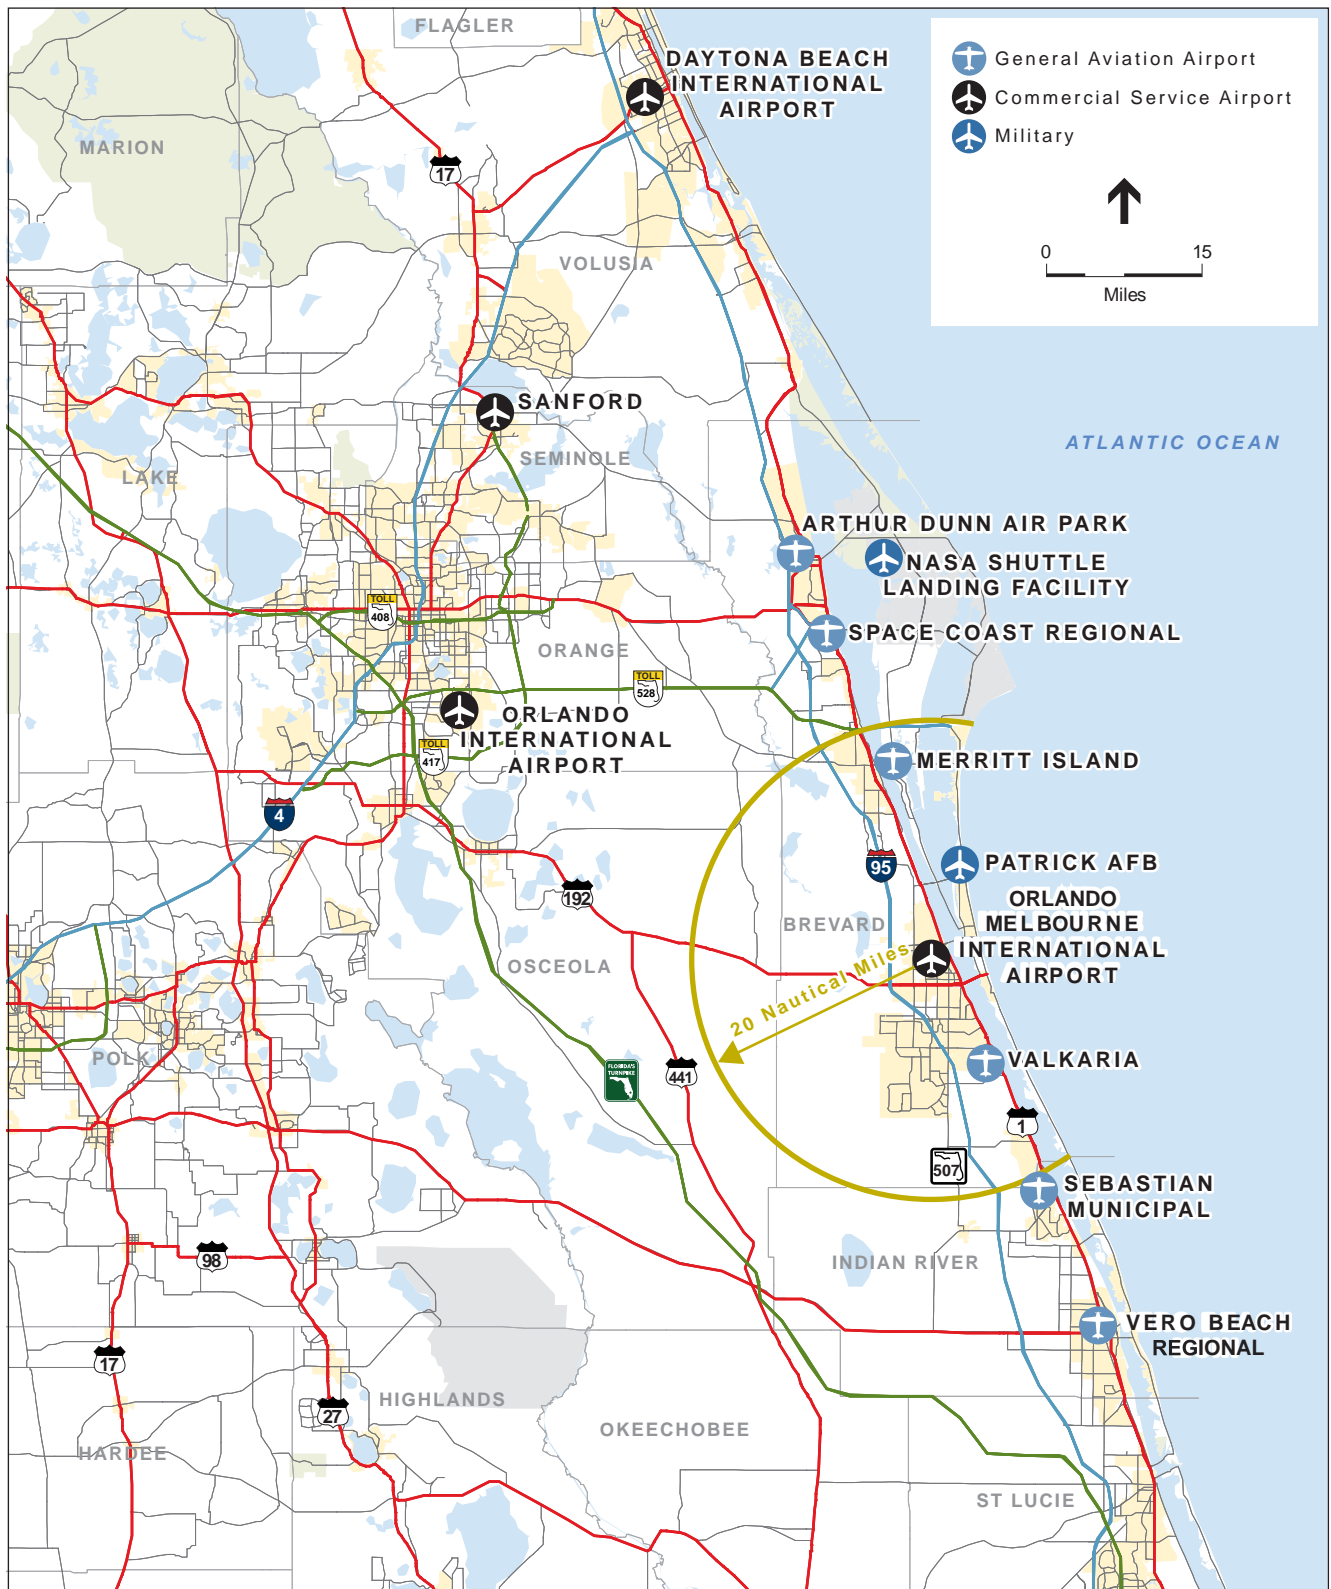 FLAGLER
DAYTONA BEACH
INTERNATIONAL
AIRPORT
General Aviation Airport
Commercial Service Airport
Military
0 15
Miles
MARION
17
VOLUSIA
SANFORD
SEMINOLE
ATLANTIC OCEAN
LAKE
ARTHUR DUNN AIR PARK
NASA SHUTTLE
LANDING FACILITY
TOLL
408
SPACE COAST REGIONAL
ORANGE
TOLL
528
ORLANDO
INTERNATIONAL
AIRPORT
TOLL
417
MERRITT ISLAND
4
95
PATRICK AFB
192
ORLANDO
MELBOURNE
INTERNATIONAL
AIRPORT
BREVARD
OSCEOLA
20 Nautical Miles
POLK
FLORIDA'S
TURNPIKE
441
VALKARIA
1
507
SEBASTIAN
MUNICIPAL
98
INDIAN RIVER
VERO BEACH
REGIONAL
17
27
HIGHLANDS
OKEECHOBEE
HARDEE
ST LUCIE